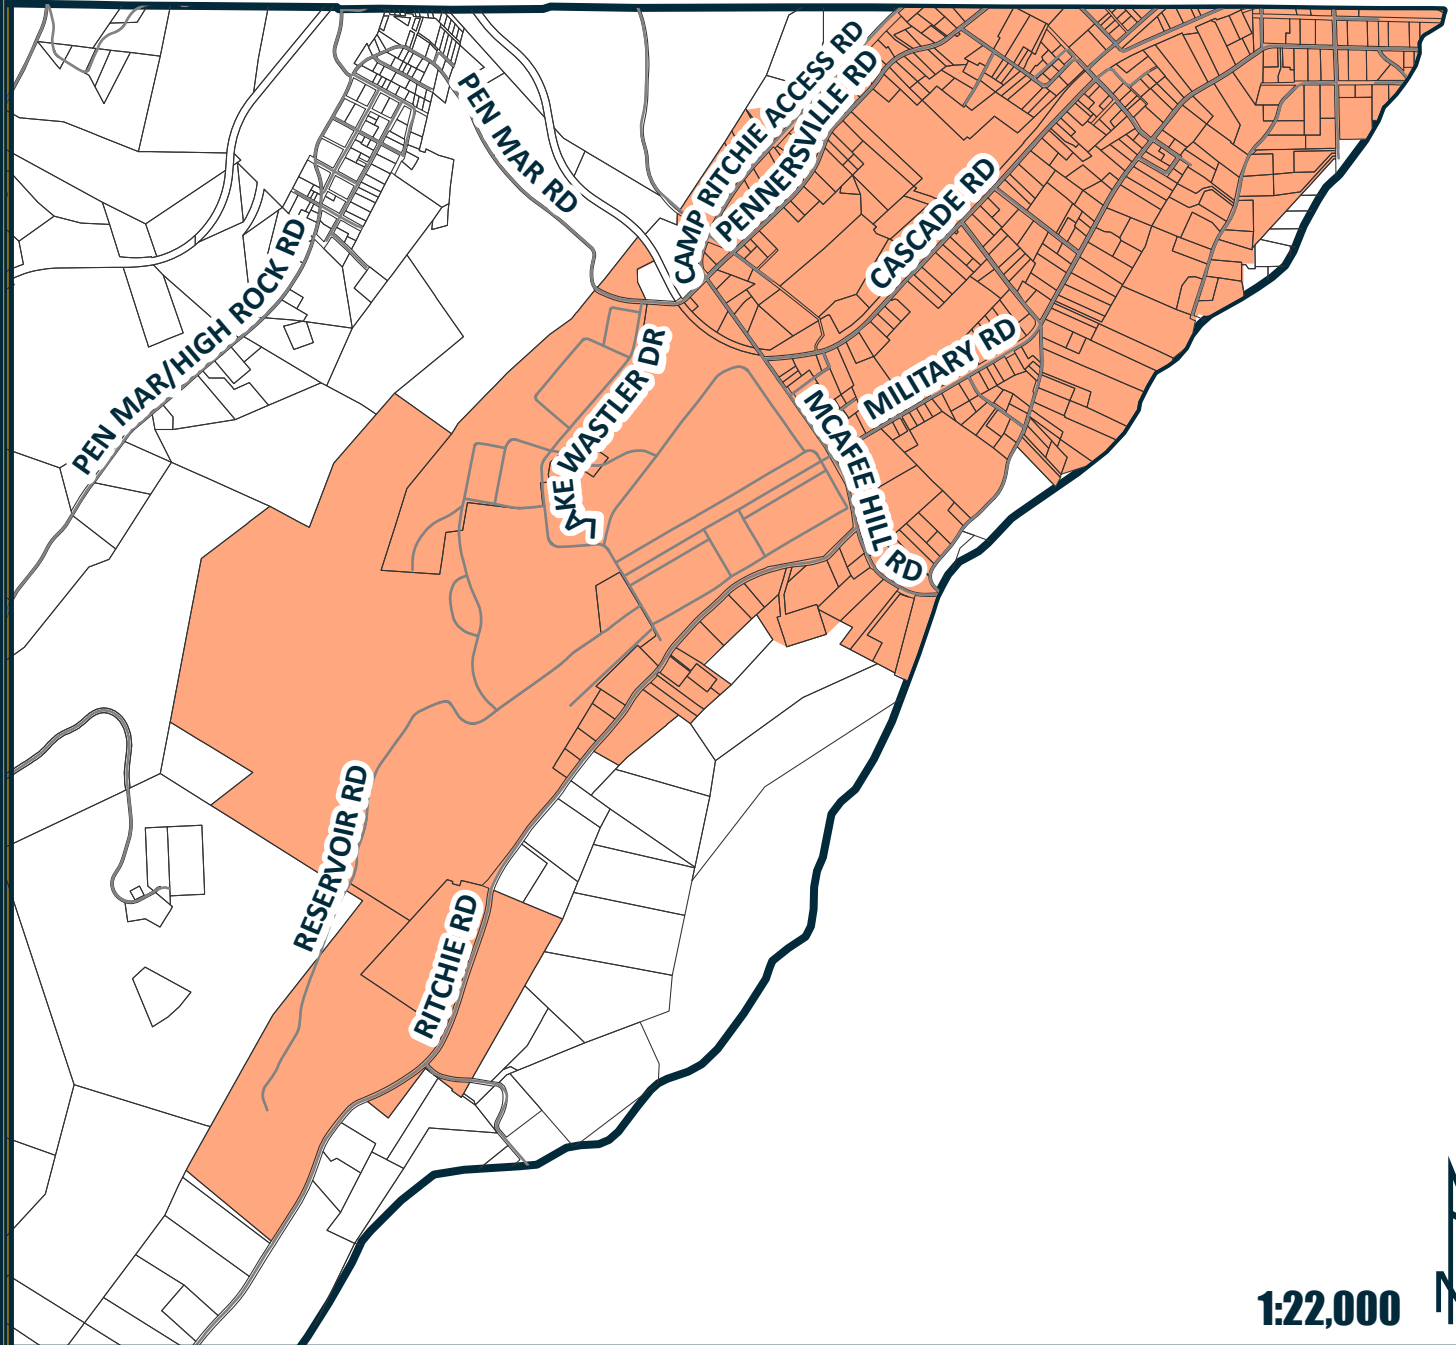 CAMP RITCHIE ACCESS RD
PENNERSVILLE RD
PEN MAR RD
CASCADE RD
PEN MAR/HIGH ROCK RD
LAKE WASTLER DR
MILITARY RD
MCAFEE HILL RD
RESERVOIR RD
RITCHIE RD
1:22,000
N